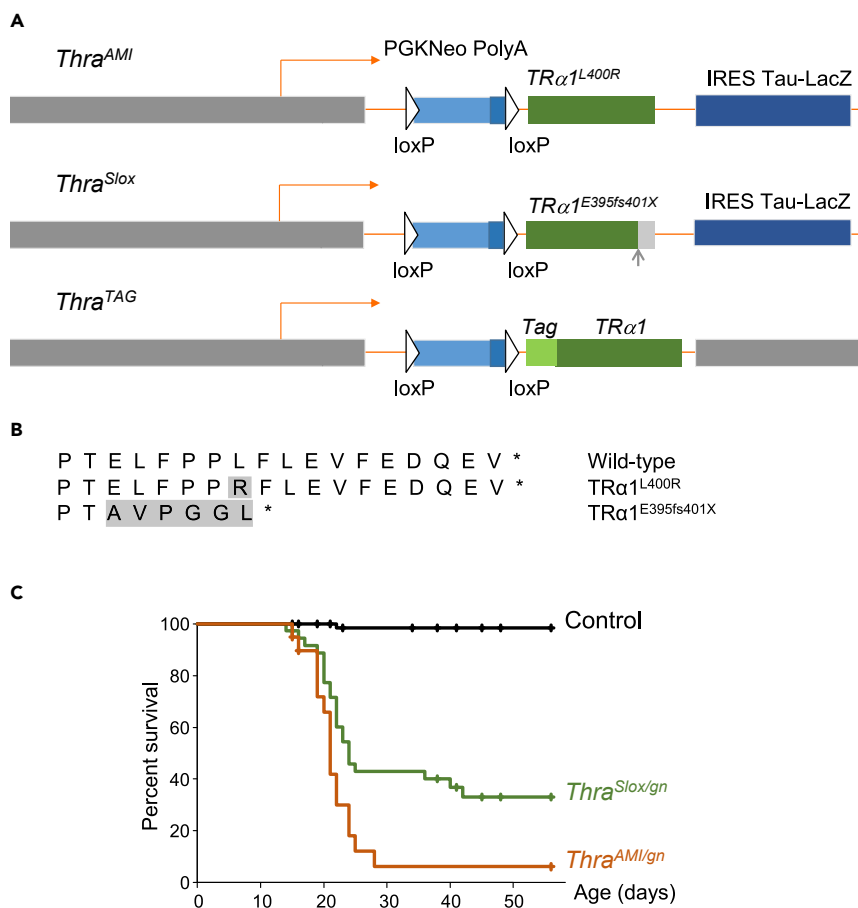 A
Thra^AMI
PGKNeo PolyA
TRα1^L400R
IRES Tau-LacZ
loxP loxP
Thra^Slox
TRα1^E395fs401X
IRES Tau-LacZ
loxP loxP
Thra^TAG
Tag TRα1
loxP loxP
B
P T E L F P P L F L E V F E D Q E V * Wild-type
P T E L F P P R F L E V F E D Q E V * TRα1^L400R
P T A V P G G L * TRα1^E395fs401X
C
Percent survival
100
80
60
40
20
0
Control
Thra^Slox/gn
Thra^AMI/gn
0 10 20 30 40 50 Age (days)